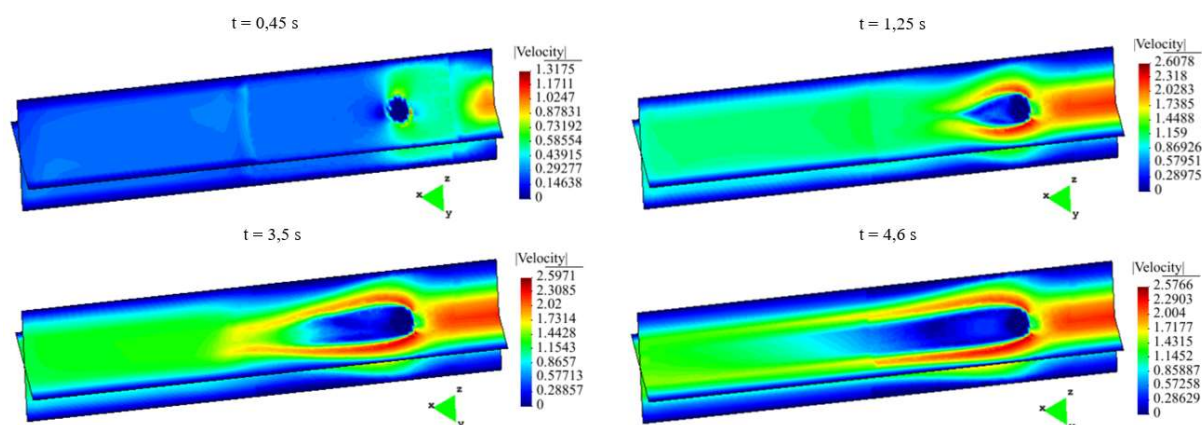 t = 0,45 s
|Velocity|
1.3175
1.1711
1.0247
0.87831
0.73192
0.58554
0.43915
0.29277
0.14638
0
z
x
y
t = 1,25 s
|Velocity|
2.6078
2.318
2.0283
1.7385
1.4488
1.159
0.86926
0.57951
0.28975
0
z
x
y
t = 3,5 s
|Velocity|
2.5971
2.3085
2.02
1.7314
1.4428
1.1543
0.8657
0.57713
0.28857
0
z
x
t = 4,6 s
|Velocity|
2.5766
2.2903
2.004
1.7177
1.4315
1.1452
0.85887
0.57258
0.28629
0
z
x